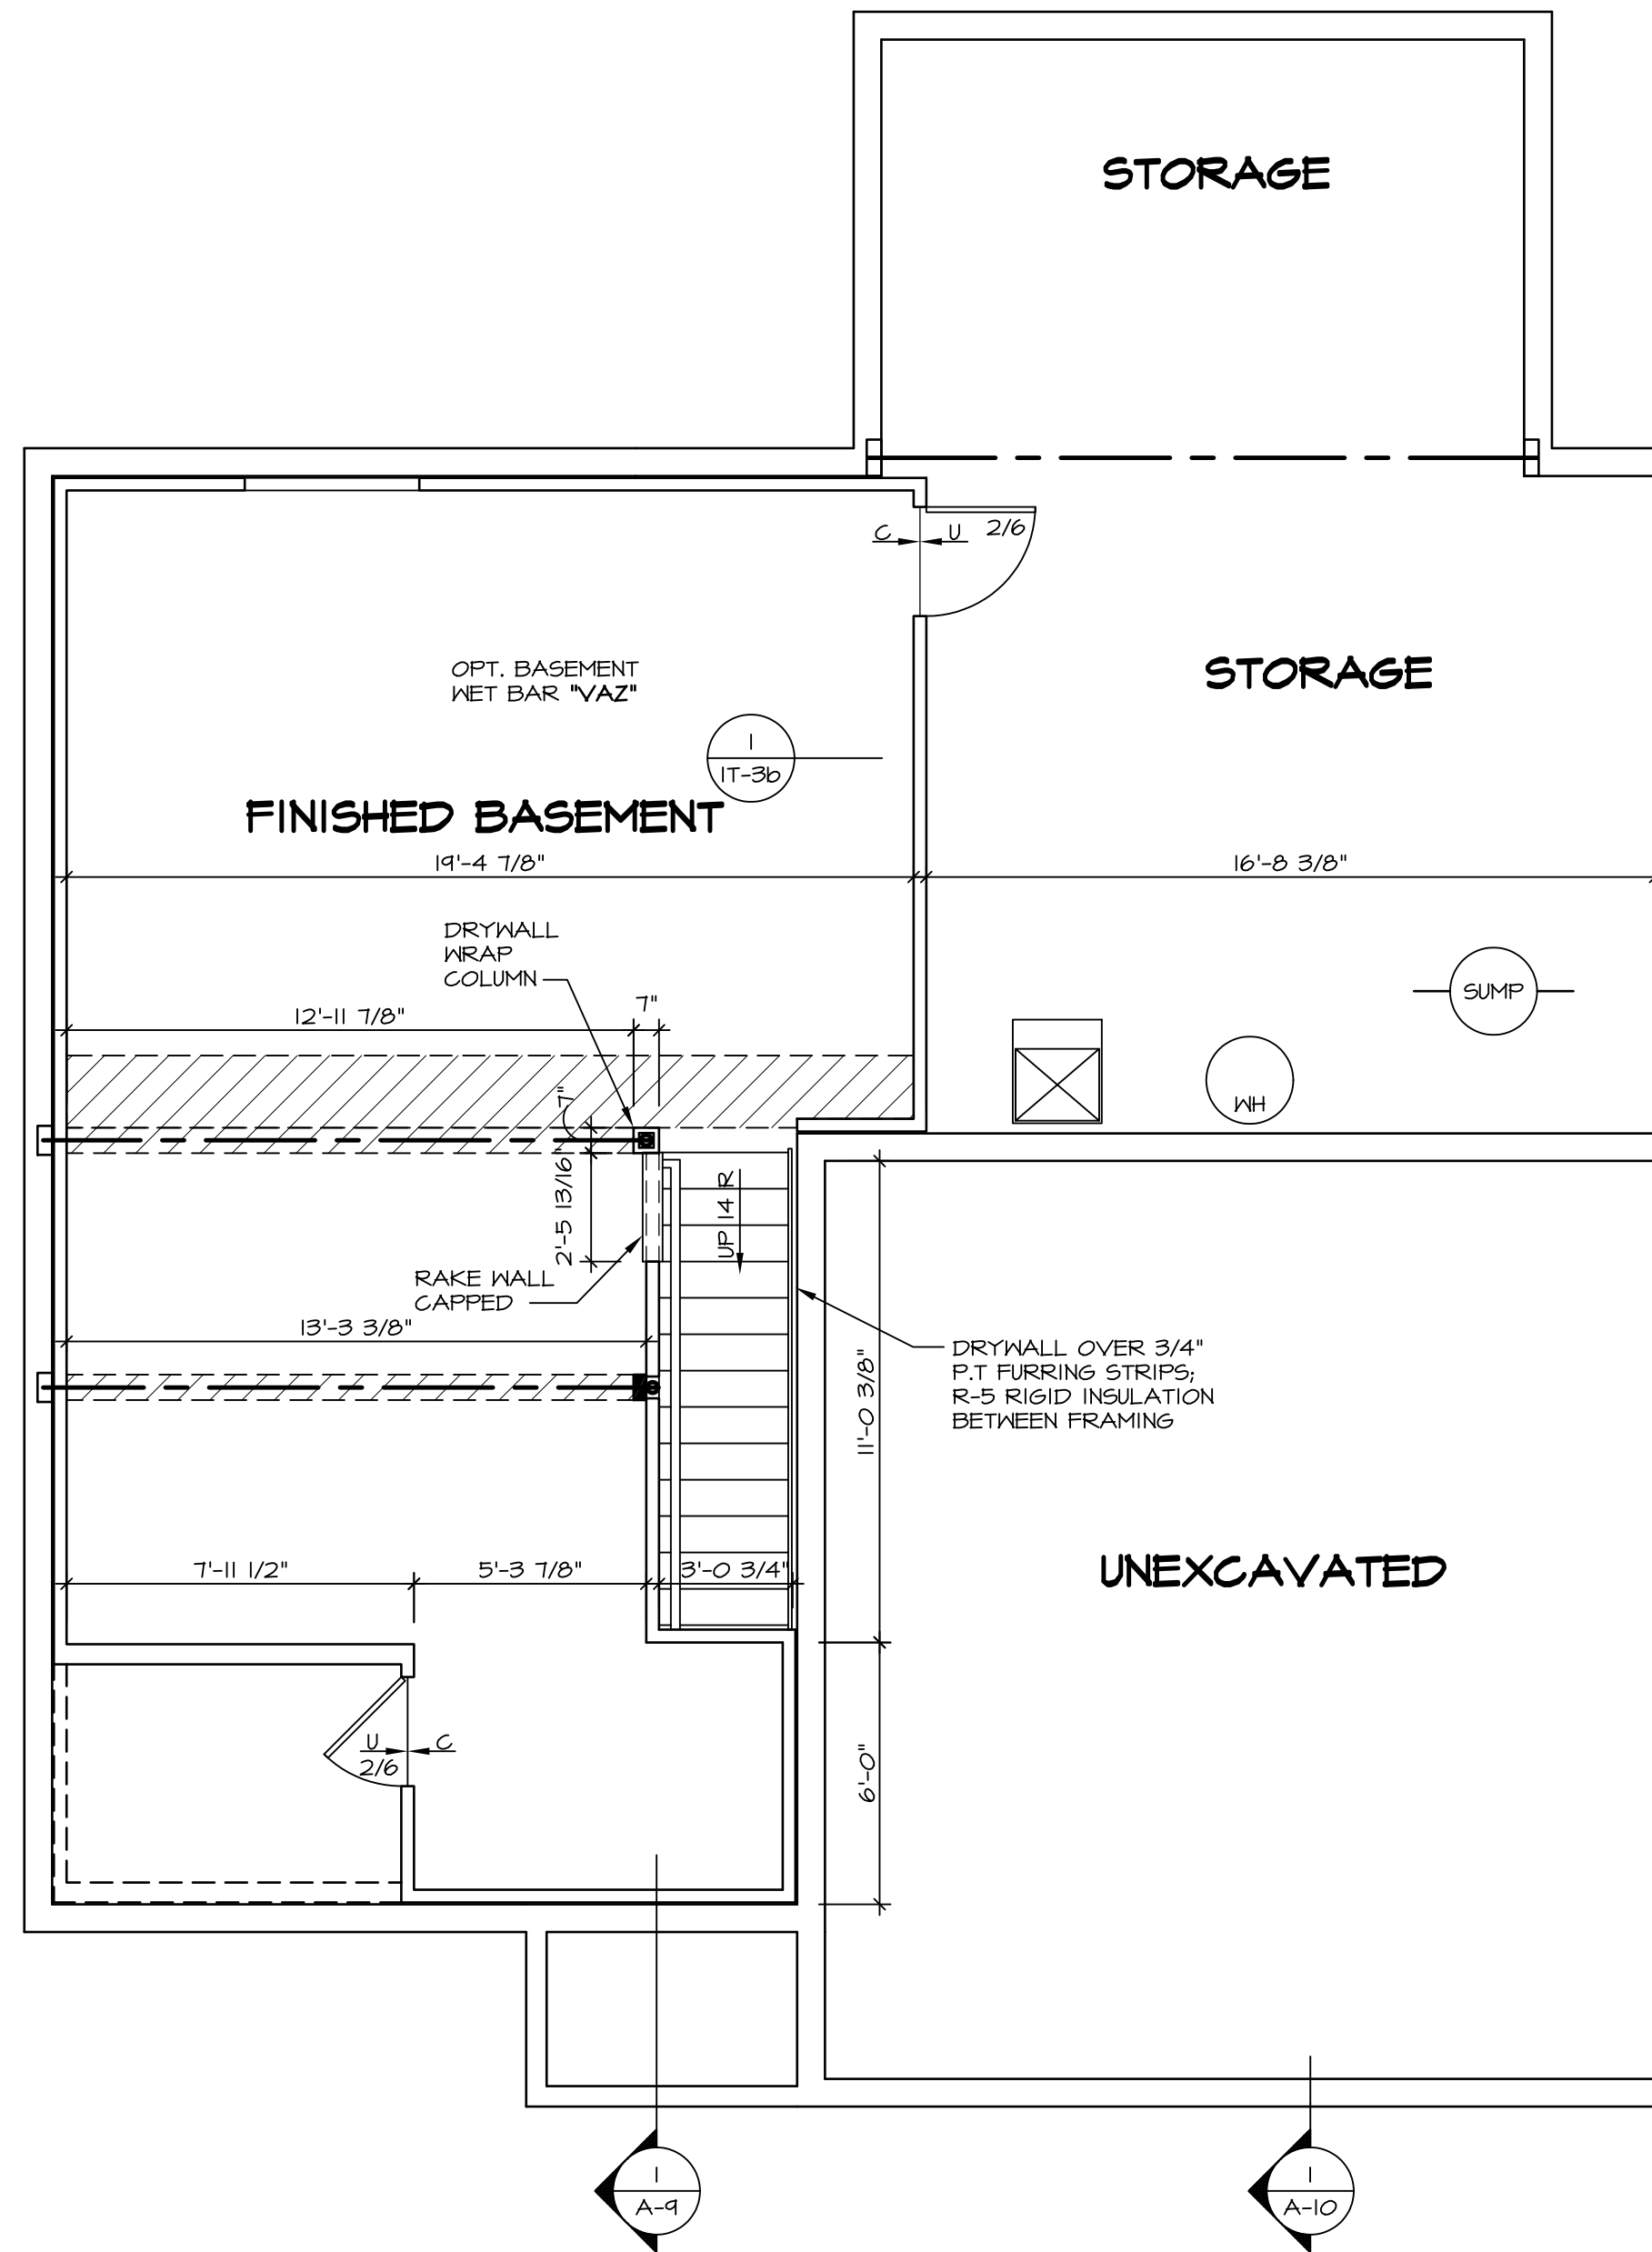 STORAGE
C U 2/6
OPT. BASEMENT
WET BAR "VAZ"
STORAGE
1
IT-3b
FINISHED BASEMENT
19'-4 7/8"
16'-8 3/8"
DRYWALL
WRAP
COLUMN
7"
12'-11 7/8"
SUMP
WH
7"
2'-5 13/16"
UP 14 R
RAKE WALL
CAPPED
13'-3 3/8"
DRYWALL OVER 3/4"
P.T FURRING STRIPS;
R-5 RIGID INSULATION
BETWEEN FRAMING
11'-0 3/8"
UNEXCAVATED
7'-11 1/2"
5'-3 7/8"
3'-0 3/4"
U C
2/6
6'-0"
1
A-9
1
A-10